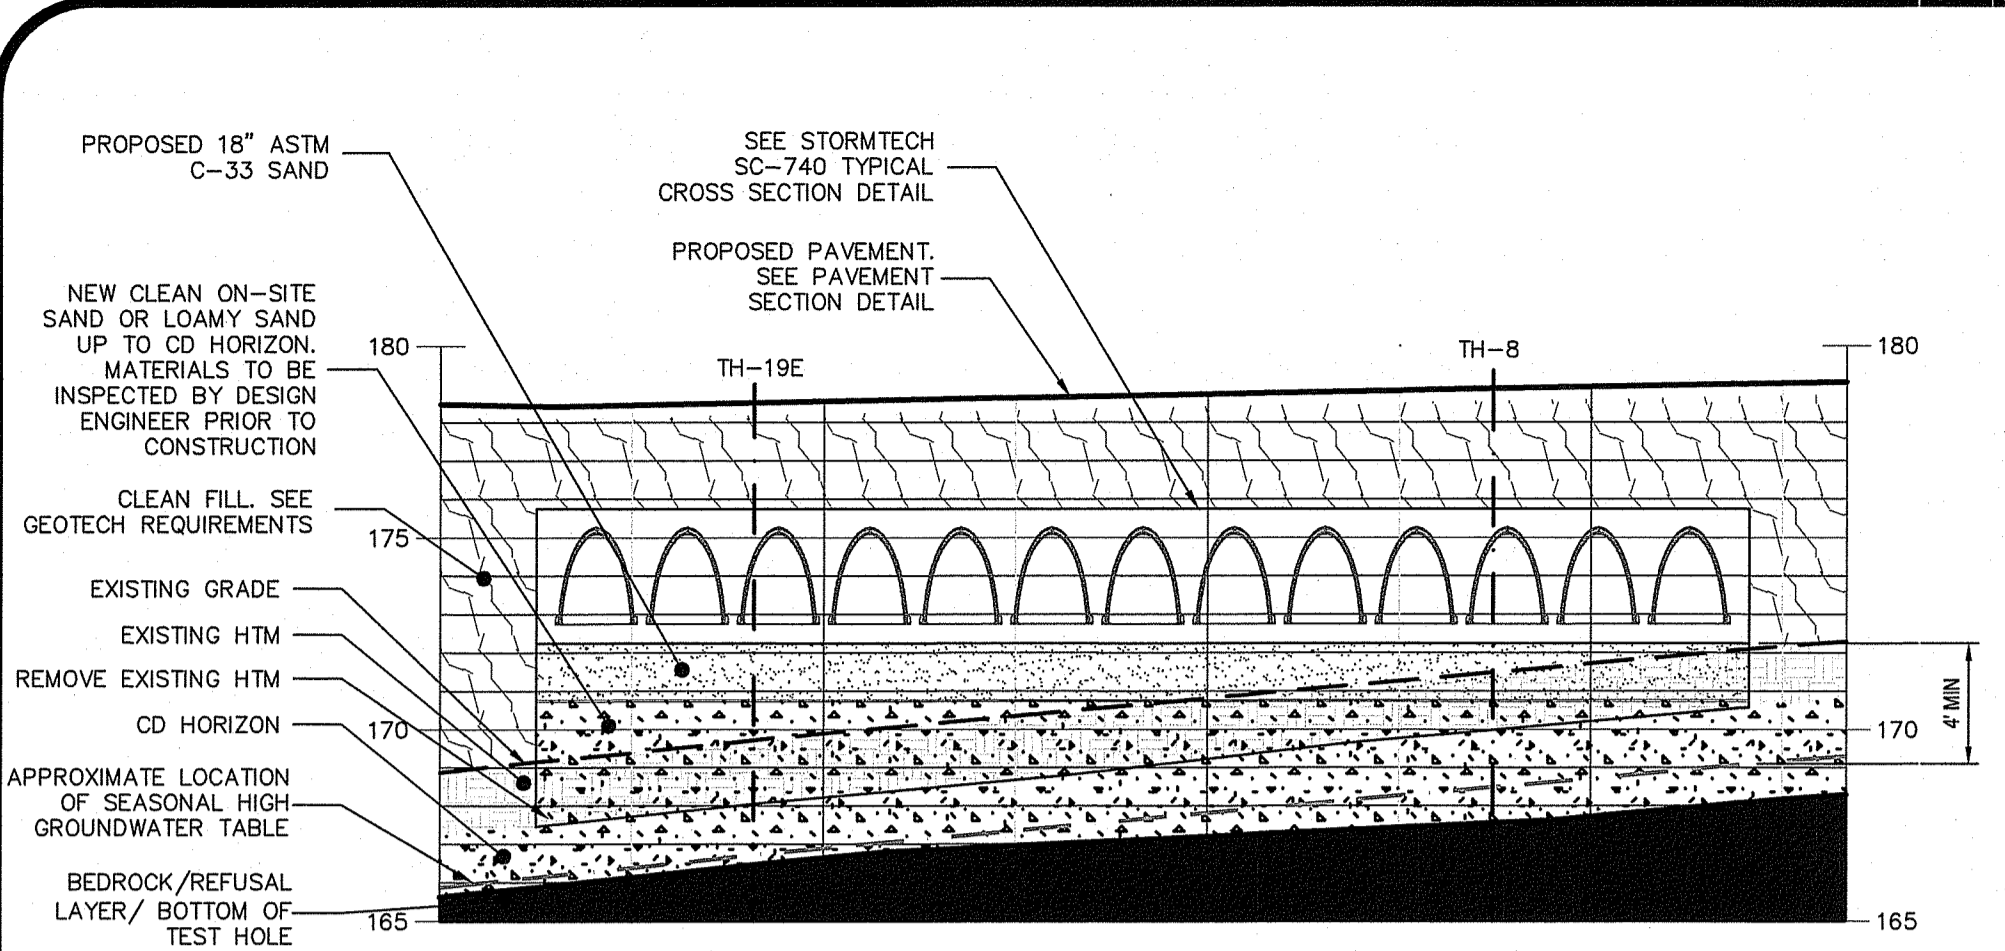 PROPOSED 18" ASTM
C-33 SAND
SEE STORMTECH
SC-740 TYPICAL
CROSS SECTION DETAIL
PROPOSED PAVEMENT.
SEE PAVEMENT
SECTION DETAIL
NEW CLEAN ON-SITE
SAND OR LOAMY SAND
UP TO CD HORIZON.
MATERIALS TO BE
INSPECTED BY DESIGN
ENGINEER PRIOR TO
CONSTRUCTION
CLEAN FILL. SEE
GEOTECH REQUIREMENTS
EXISTING GRADE
EXISTING HTM
REMOVE EXISTING HTM
CD HORIZON
APPROXIMATE LOCATION
OF SEASONAL HIGH
GROUNDWATER TABLE
BEDROCK/REFUSAL
LAYER/ BOTTOM OF
TEST HOLE
180
175
170
165
TH-19E
TH-8
180
170
165
4' MIN